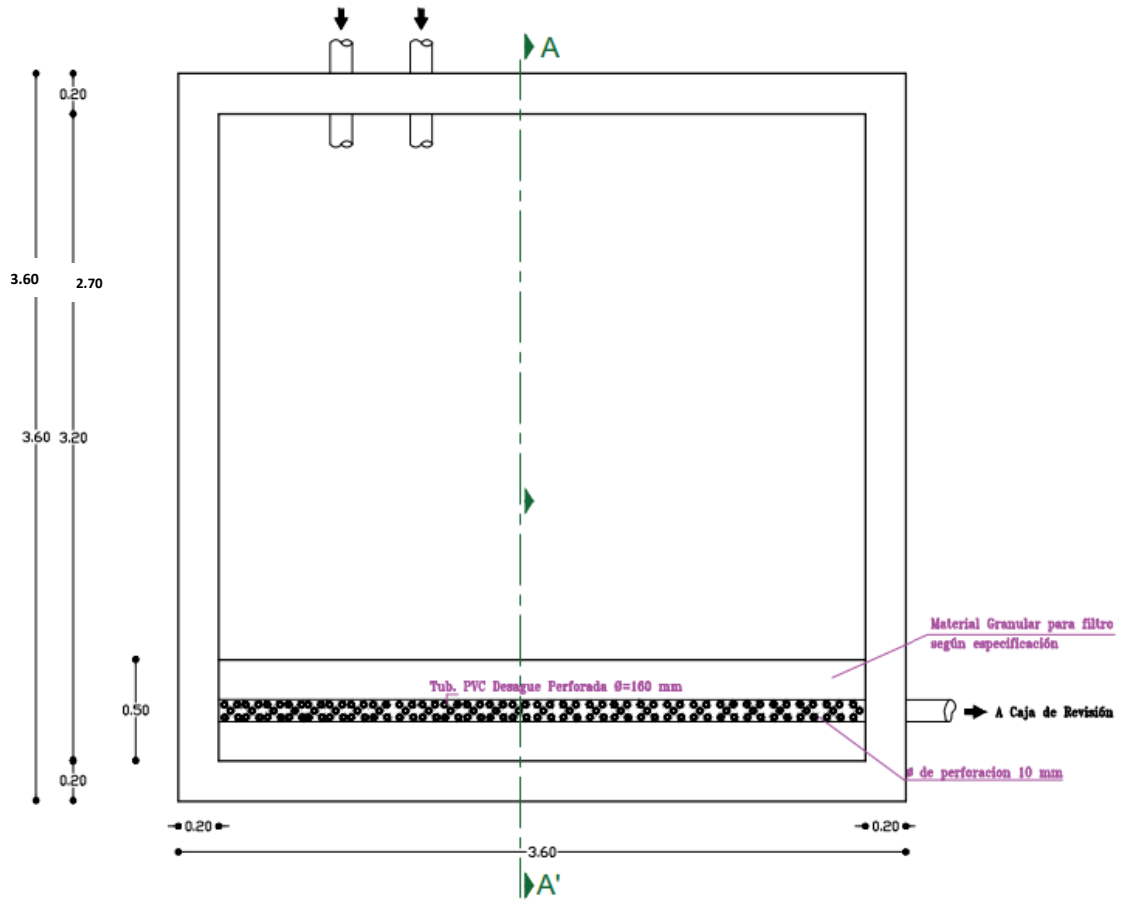 A
0.20
3.60
2.70
3.60
3.20
Material Granular para filtro
según especificación
Tub. PVC Desague Perforada Ø=160 mm
0.50
A Caja de Revisión
0.20
Ø de perforacion 10 mm
0.20
0.20
3.60
A'